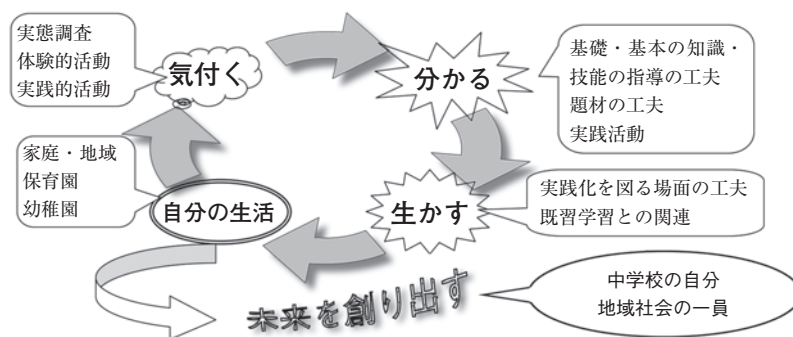 実態調査
体験的活動
実践的活動
気付く
分かる
基礎・基本の知識・
技能の指導の工夫
題材の工夫
実践活動
家庭・地域
保育園
幼稚園
自分の生活
生かす
実践化を図る場面の工夫
既習学習との関連
未来を創り出す
中学校の自分
地域社会の一員